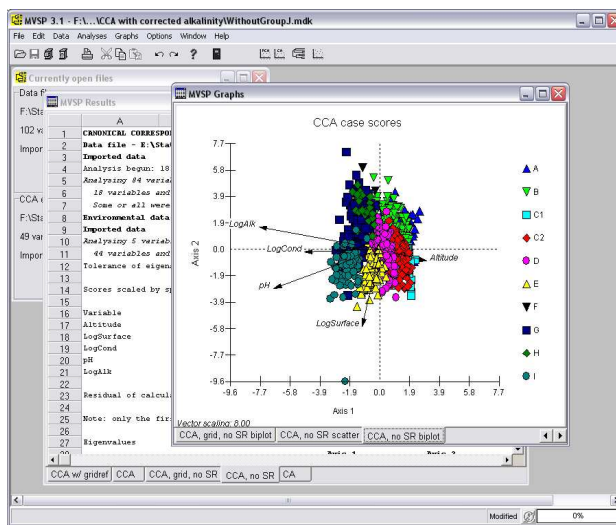 MVSP 3.1 - F:\...\CCA with corrected alkalinity\WithoutGroupJ.mdk
File Edit Data Analyses Graphs Options Window Help
Currently open files
Data f
F:\Sta
102 va
Impor
CCA e
F:\Sta
49 var
Impor
MVSP Results
A
1 CANONICAL CORRESPO
2 Data file - E:\Sta
3 Imported data
4 Analysis begun: 18
5 Analysing 84 varia
6 18 variables and
7 Some or all were
8 Environmental data
9 Imported data
10 Analysing 5 variab
11 44 variables and
12 Tolerance of eigena
13
14 Scores scaled by sp
15
16 Variable
17 Altitude
18 LogSurface
19 LogCond
20 pH
21 LogAlk
22
23 Residual of calcula
24
25 Note: only the firs
26
27 Eigenvalues
CCA w/ gridref CCA CCA, grid, no SR CCA, no SR CA
MVSP Graphs
CCA case scores
7.7
5.8
3.9
1.9
0.0
-1.9
-3.9
-5.8
-7.7
-9.6
Axis 2
-9.6 -7.7 -5.8 -3.9 -1.9 0.0 1.9 3.9 5.8 7.7
Axis 1
LogAlk
LogCond
pH
LogSurface
Altitude
A
B
C1
C2
D
E
F
G
H
I
Vector scaling: 8.00
CCA, grid, no SR biplot CCA, no SR scatter CCA, no SR biplot
Modified 0%